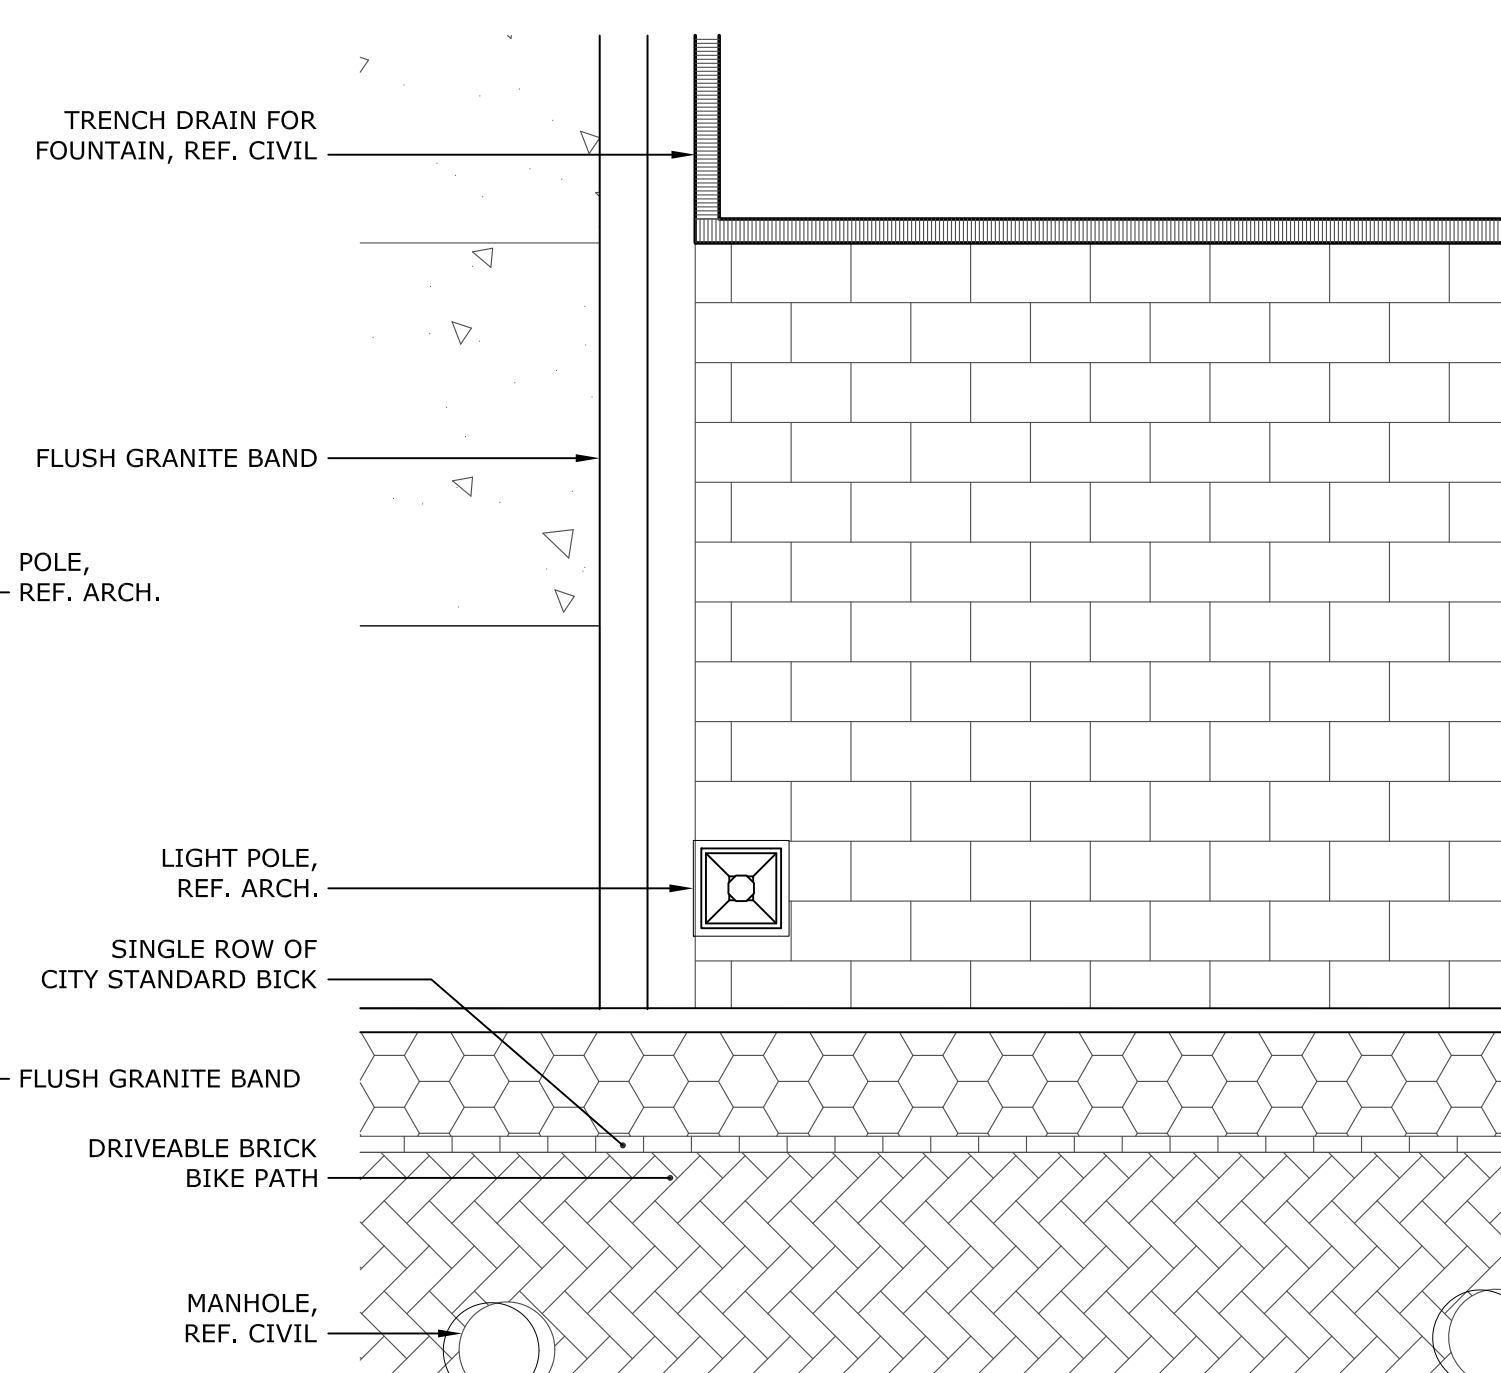 TRENCH DRAIN FOR
FOUNTAIN, REF. CIVIL
FLUSH GRANITE BAND
POLE,
REF. ARCH.
LIGHT POLE,
REF. ARCH.
SINGLE ROW OF
CITY STANDARD BICK
FLUSH GRANITE BAND
DRIVEABLE BRICK
BIKE PATH
MANHOLE,
REF. CIVIL